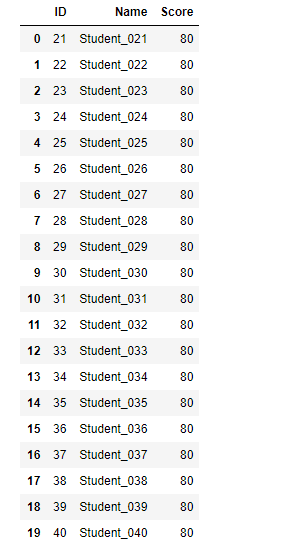 ID Name Score
0 21 Student_021 80
1 22 Student_022 80
2 23 Student_023 80
3 24 Student_024 80
4 25 Student_025 80
5 26 Student_026 80
6 27 Student_027 80
7 28 Student_028 80
8 29 Student_029 80
9 30 Student_030 80
10 31 Student_031 80
11 32 Student_032 80
12 33 Student_033 80
13 34 Student_034 80
14 35 Student_035 80
15 36 Student_036 80
16 37 Student_037 80
17 38 Student_038 80
18 39 Student_039 80
19 40 Student_040 80